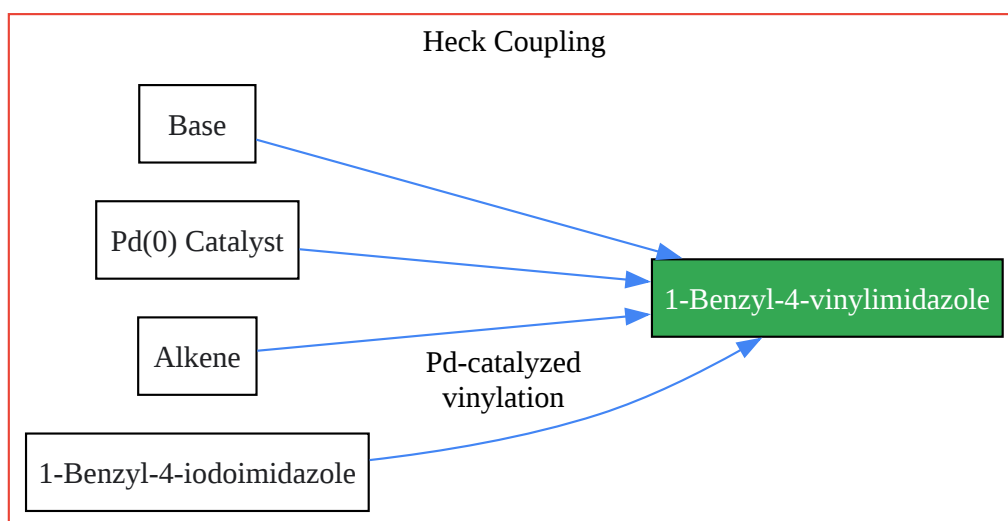 Heck Coupling
Base
Pd(0) Catalyst
1-Benzyl-4-vinylimidazole
Alkene
Pd-catalyzed
vinylation
1-Benzyl-4-iodoimidazole